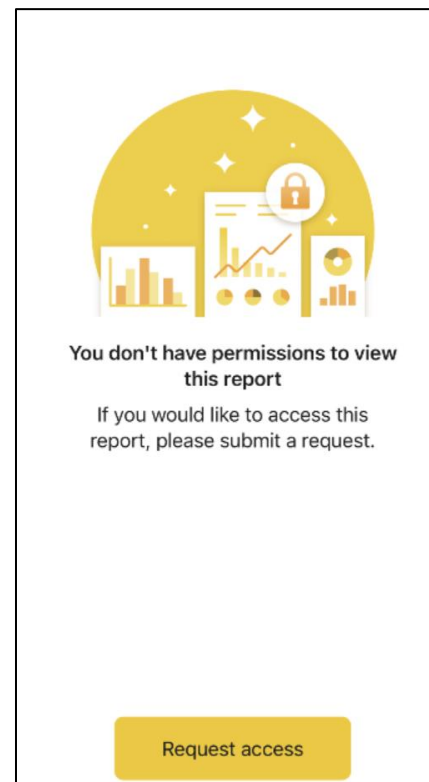 You don't have permissions to view
this report
If you would like to access this
report, please submit a request.
Request access